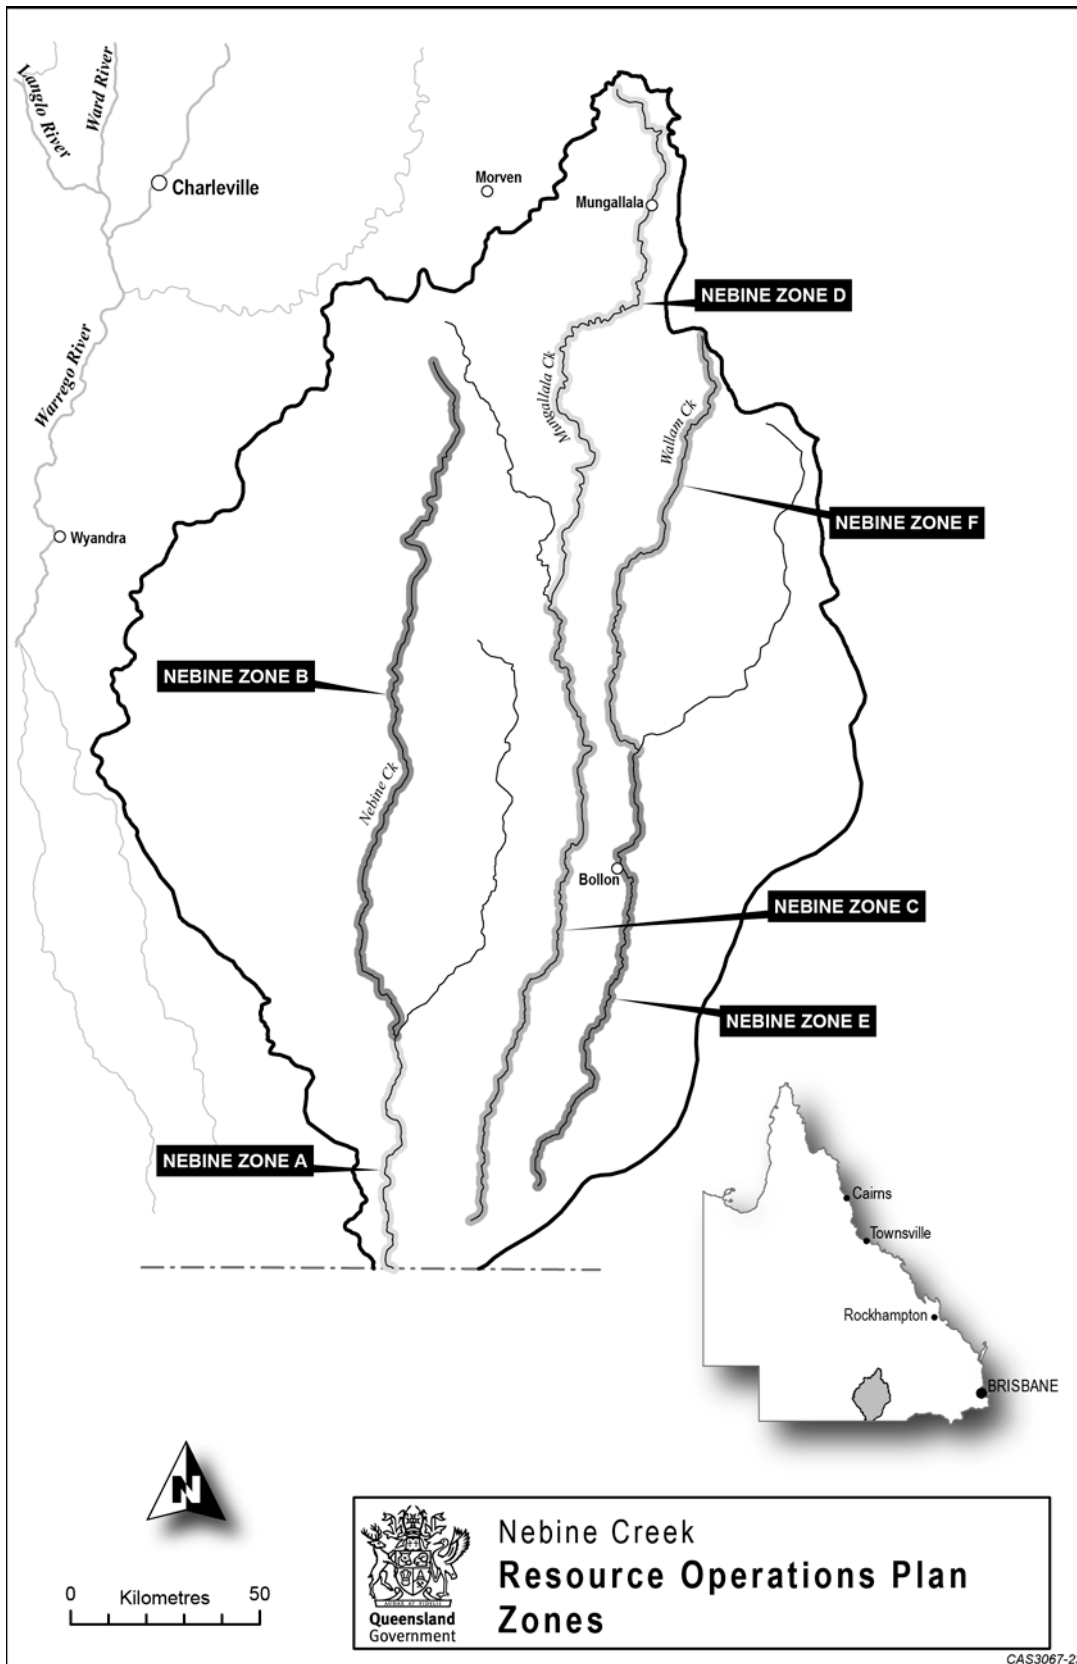 Langlo River
Ward River
Charleville
Morven
Mungallala
NEBINE ZONE D
Warrego River
Mungallala Ck
Wallam Ck
NEBINE ZONE F
Wyandra
NEBINE ZONE B
Nebine Ck
Bollon
NEBINE ZONE C
NEBINE ZONE E
NEBINE ZONE A
Cairns
Townsville
Rockhampton
BRISBANE
N
0 Kilometres 50
Queensland
Government
Nebine Creek
Resource Operations Plan
Zones